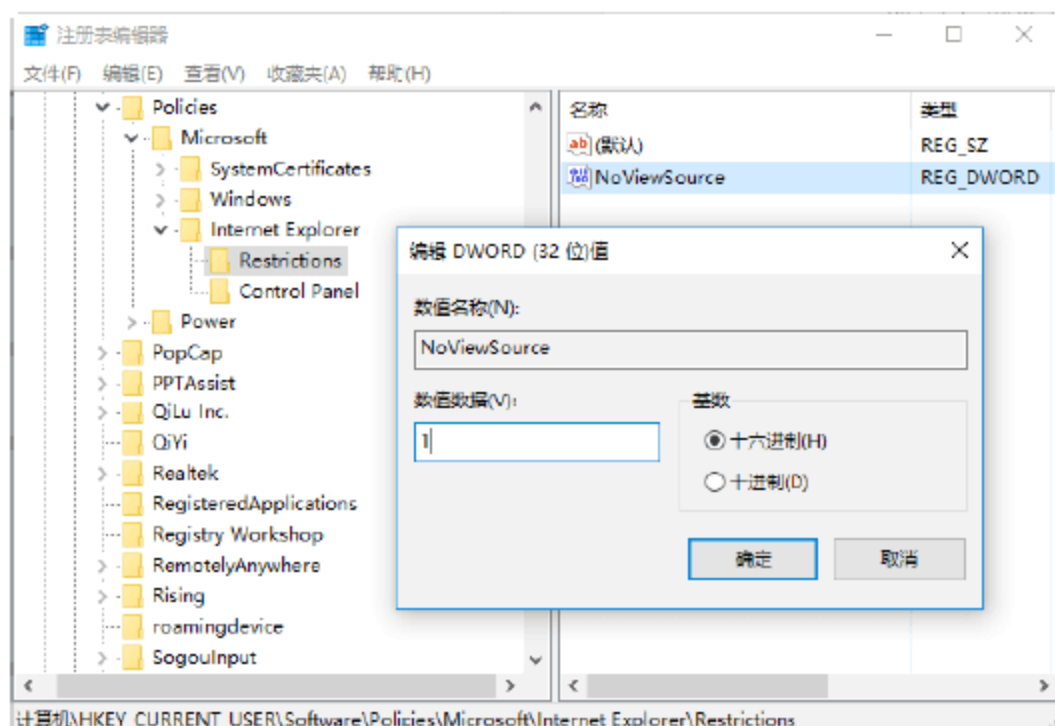 注册表编辑器
文件(F) 编辑(E) 查看(V) 收藏夹(A) 帮助(H)
Policies
Microsoft
SystemCertificates
Windows
Internet Explorer
Restrictions
Control Panel
Power
PopCap
PPTAssist
QiLu Inc.
QiYi
Realtek
RegisteredApplications
Registry Workshop
RemotelyAnywhere
Rising
roamingdevice
SogouInput
名称 类型
(默认) REG_SZ
NoViewSource REG_DWORD
编辑 DWORD (32 位)值
数值名称(N):
NoViewSource
数值数据(V):
1
基数
十六进制(H)
十进制(D)
确定 取消
计算机\HKEY_CURRENT_USER\Software\Policies\Microsoft\Internet Explorer\Restrictions